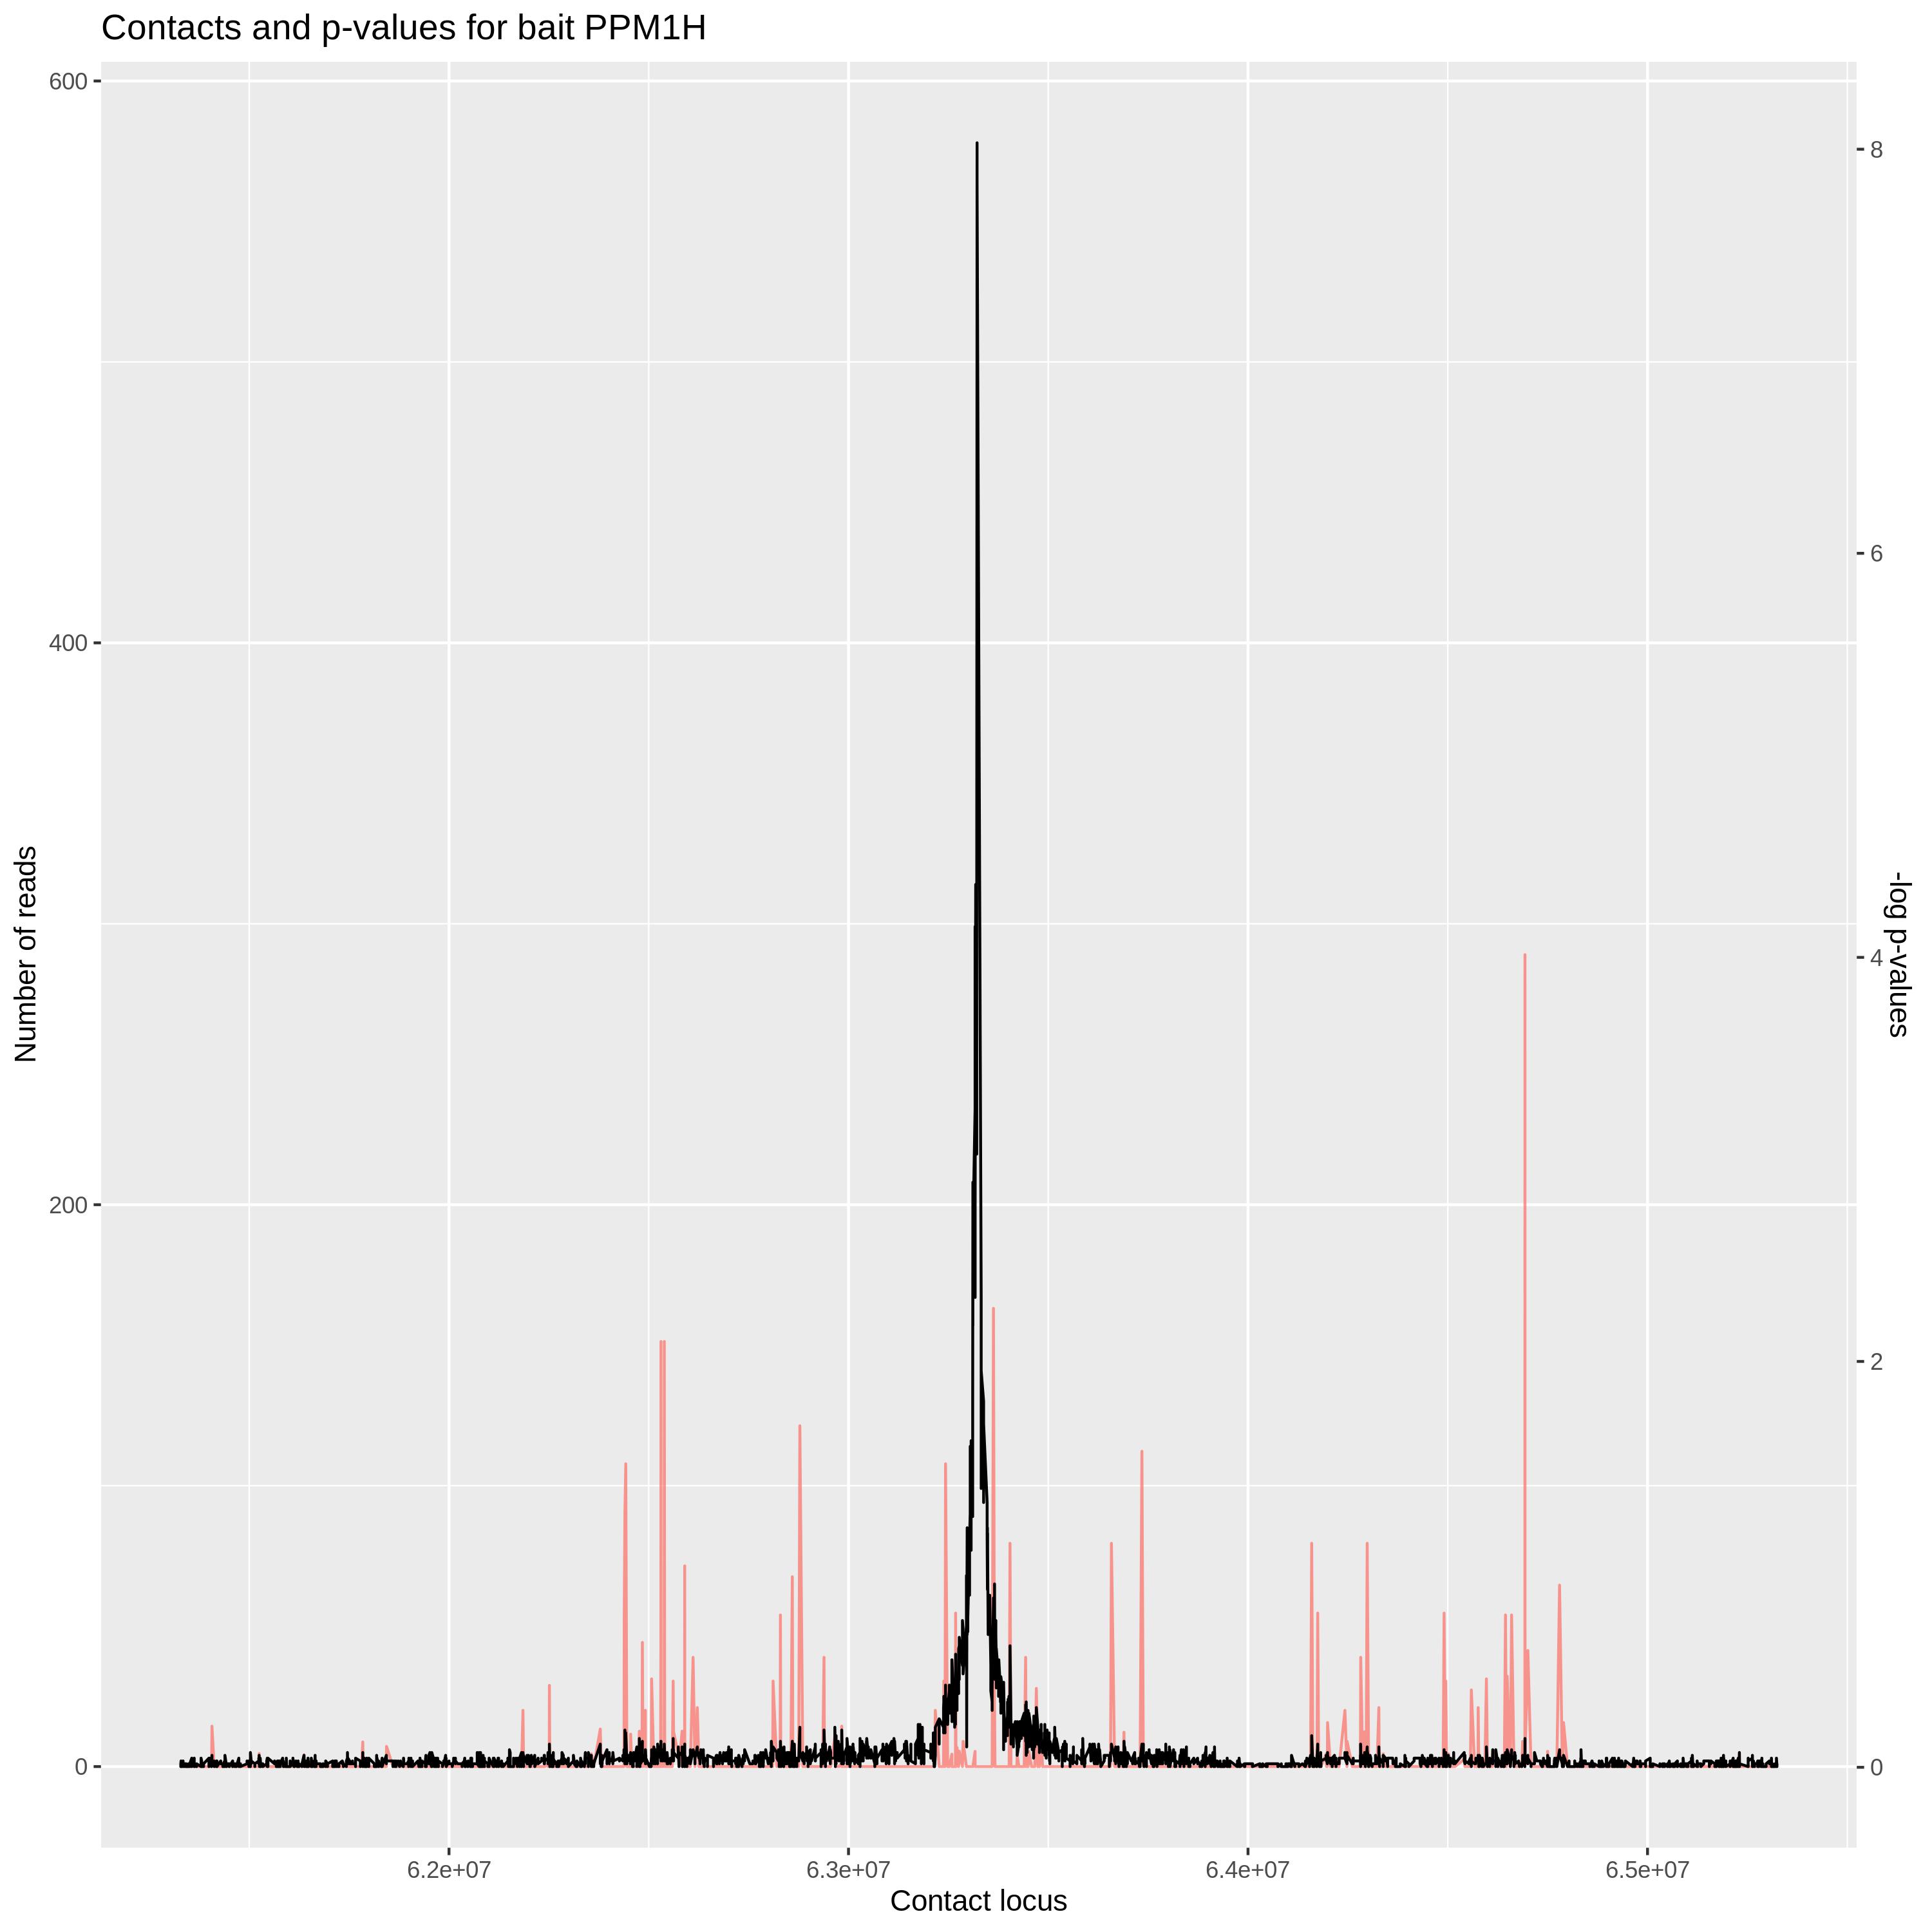 Contacts and p-values for bait PPM1H
600
400
200
0
Number of reads
8
6
4
2
0
-log p-values
6.2e+07 6.3e+07 6.4e+07 6.5e+07
Contact locus